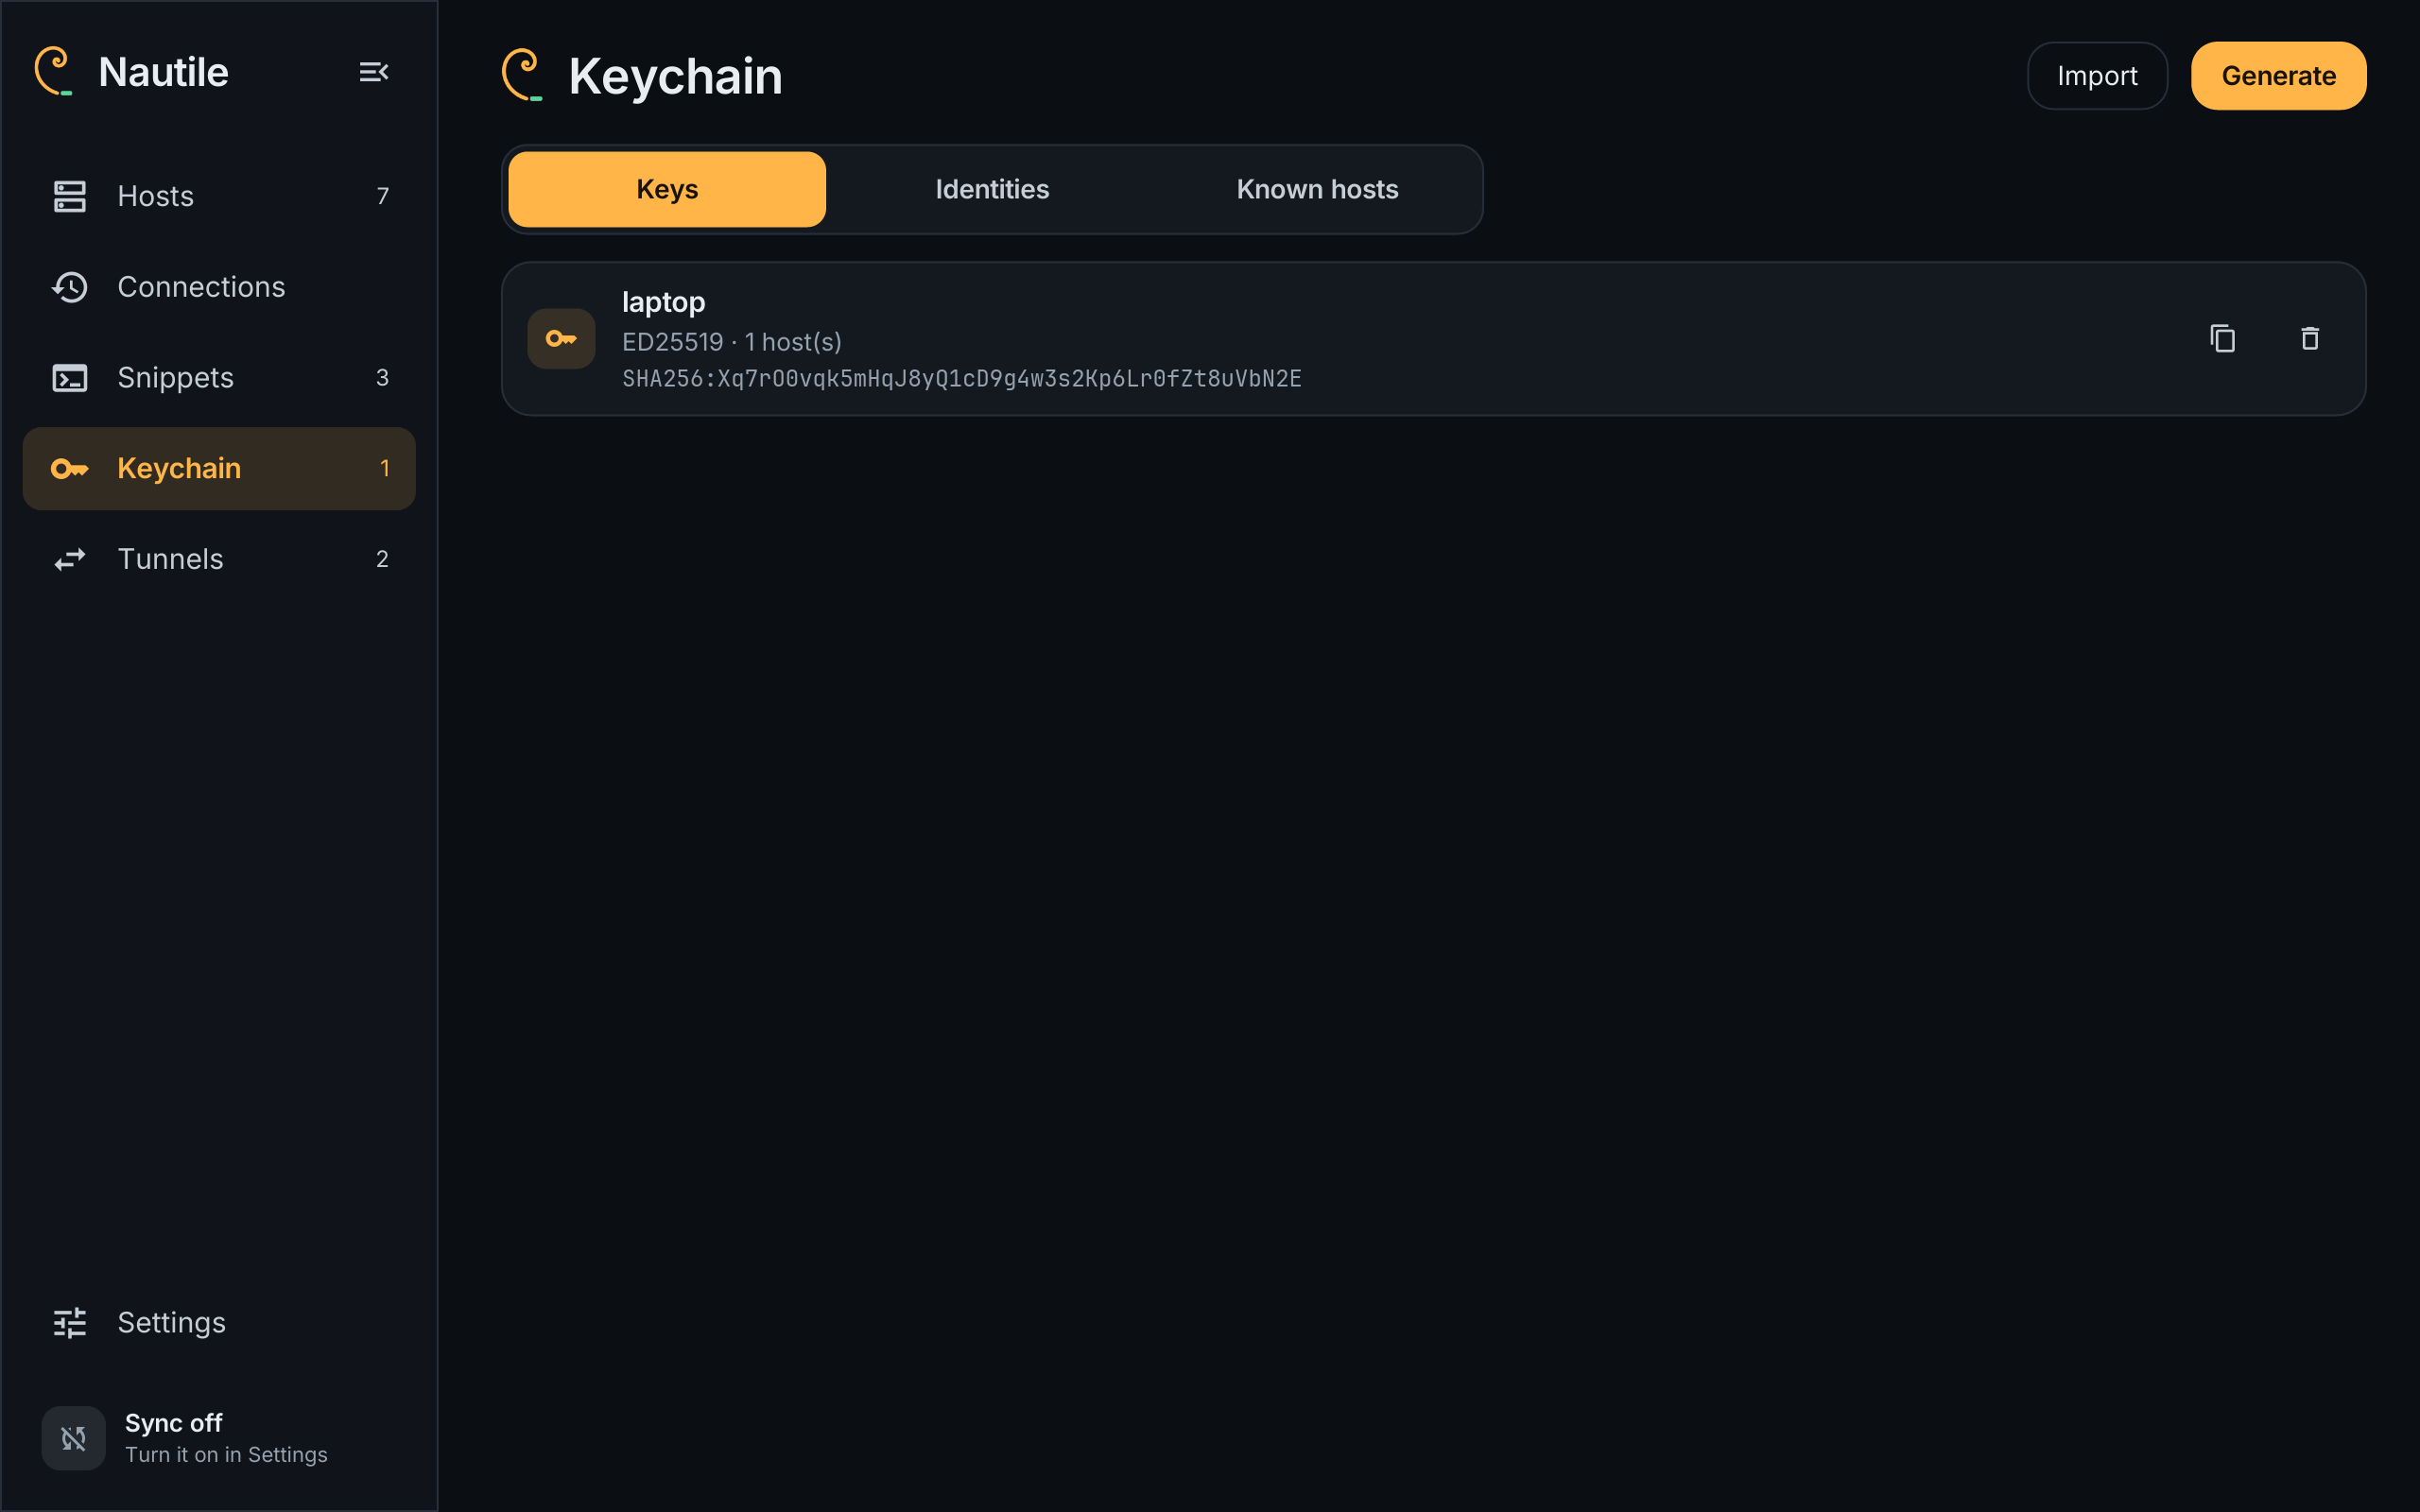 Nautile
Hosts 7
Connections
Snippets 3
Keychain 1
Tunnels 2
Settings
Sync off
Turn it on in Settings
Keychain
Import
Generate
Keys
Identities
Known hosts
laptop
ED25519 · 1 host(s)
SHA256:Xq7rO0vqk5mHqJ8yQ1cD9g4w3s2Kp6Lr0fZt8uVbN2E